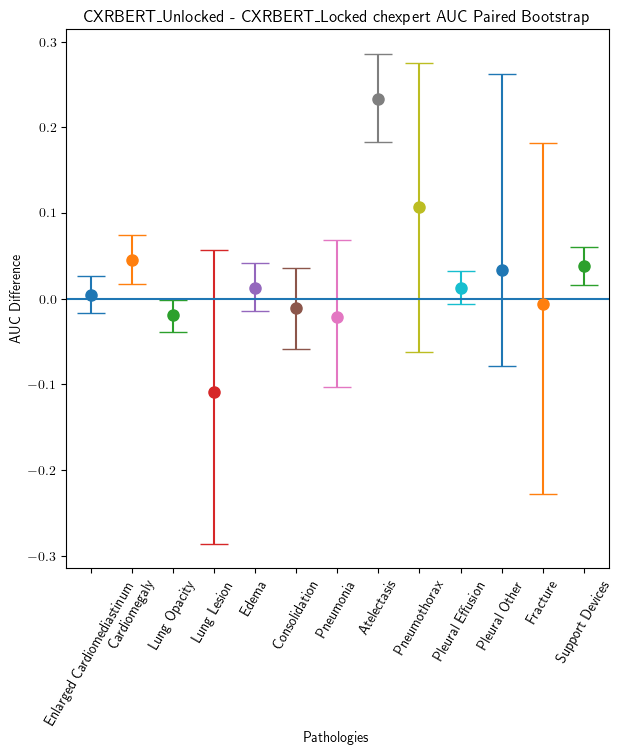 CXRBERT_Unlocked - CXRBERT_Locked chexpert AUC Paired Bootstrap
0.3
0.2
0.1
0.0
−0.1
−0.2
−0.3
AUC Difference
Enlarged Cardiomediastinum
Cardiomegaly
Lung Opacity
Lung Lesion
Edema
Consolidation
Pneumonia
Atelectasis
Pneumothorax
Pleural Effusion
Pleural Other
Fracture
Support Devices
Pathologies